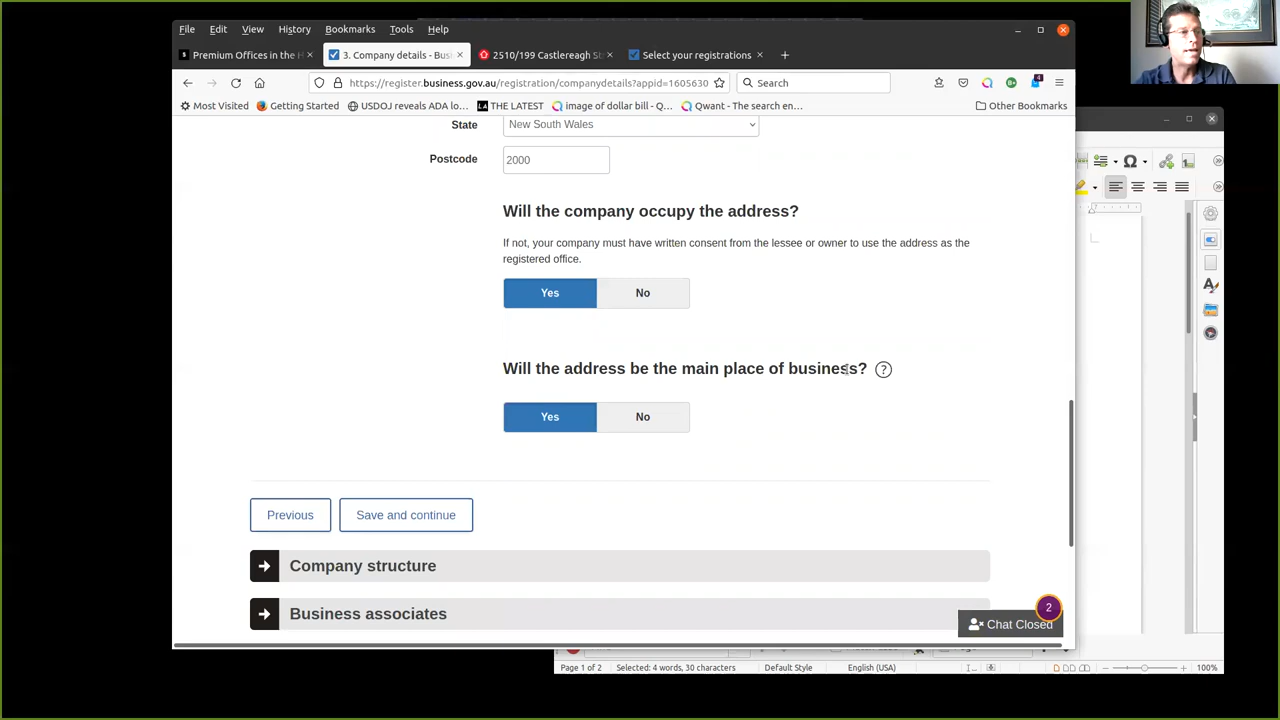 File Edit View History Bookmarks Tools Help
Premium Offices in the H
3. Company details - Bus
2510/199 Castlereagh St
Select your registrations
https://register.business.gov.au/registration/companydetails?appid=1605630
Search
4
Most Visited Getting Started USDOJ reveals ADA lo... THE LATEST image of dollar bill - Q... Qwant - The search en... Other Bookmarks
State New South Wales
Postcode 2000
Will the company occupy the address?
If not, your company must have written consent from the lessee or owner to use the address as the
registered office.
Yes No
Will the address be the main place of business? ?
Yes No
Previous Save and continue
Company structure
Business associates
2
Chat Closed
Page 1 of 2 Selected: 4 words, 30 characters Default Style English (USA) 100%